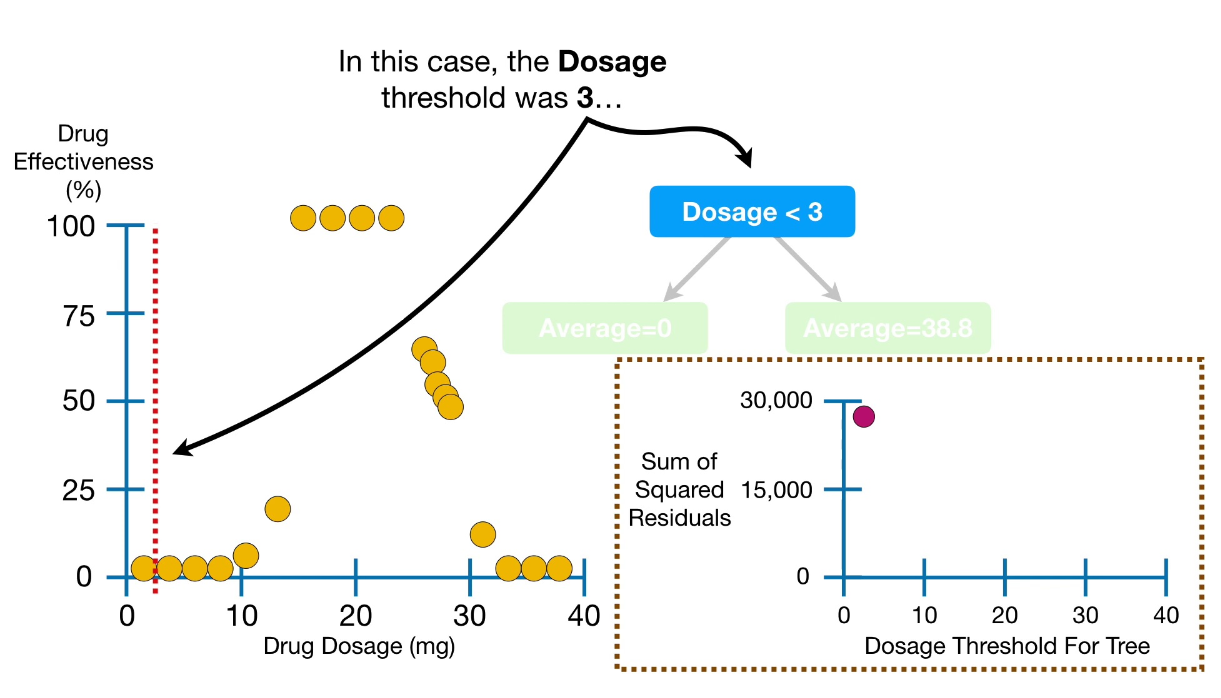 In this case, the Dosage
threshold was 3...
Drug
Effectiveness
(%)
100
75
50
25
0
0 10 20 30 40
Drug Dosage (mg)
Dosage < 3
Average=0
Average=38.8
30,000
15,000
0
Sum of
Squared
Residuals
0 10 20 30 40
Dosage Threshold For Tree